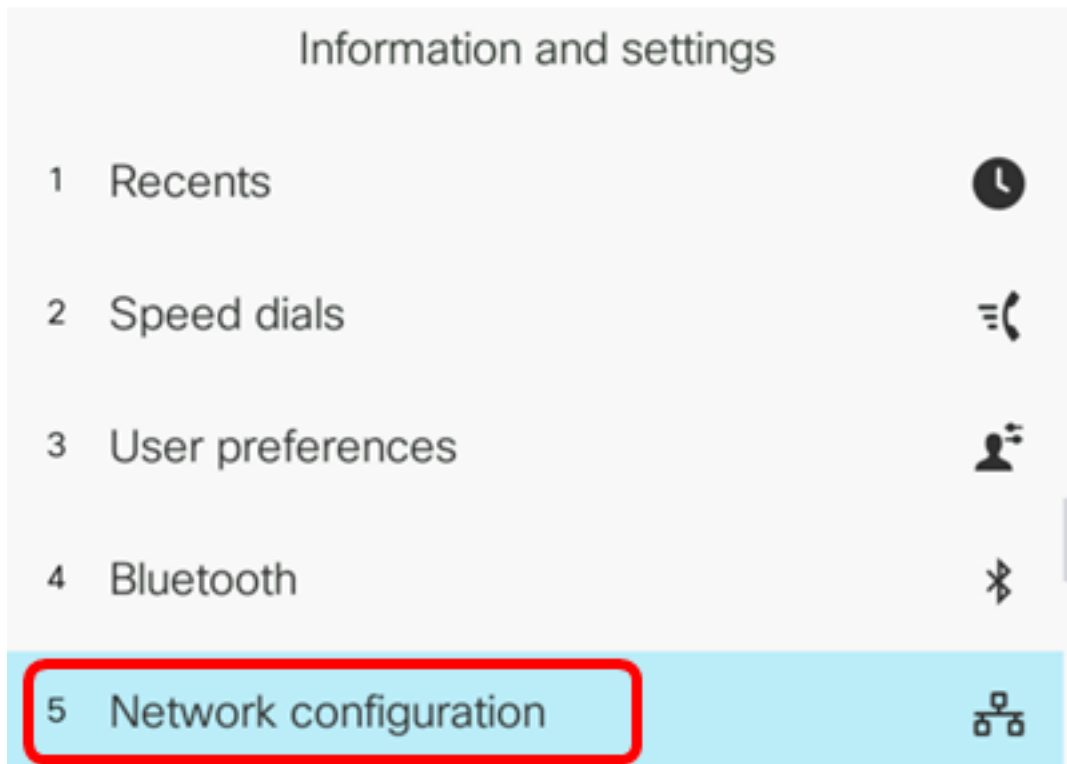 Information and settings
1 Recents
2 Speed dials
3 User preferences
4 Bluetooth
5 Network configuration